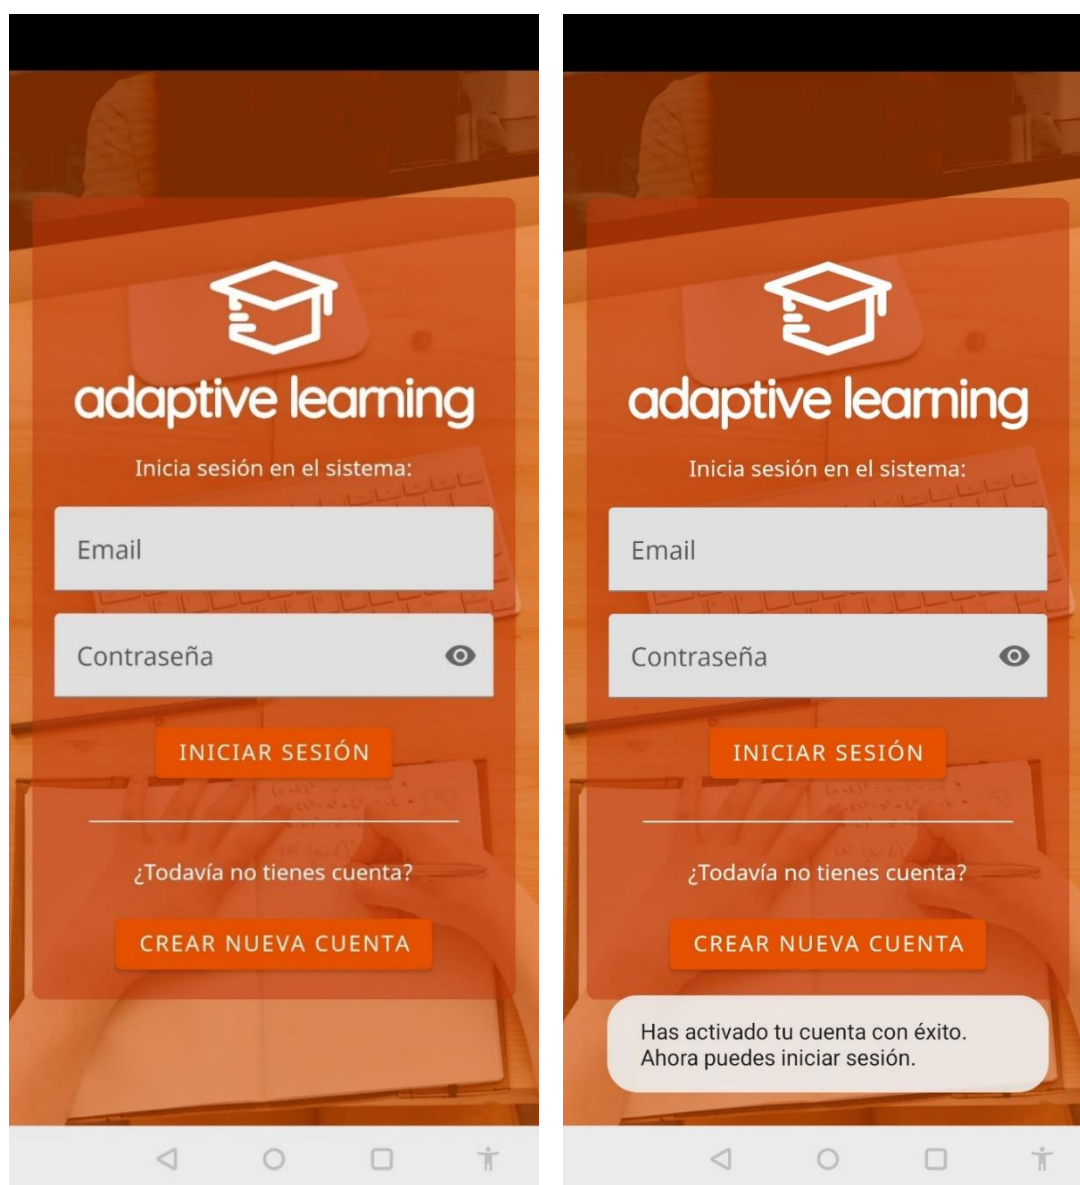 adaptive learning
Inicia sesión en el sistema:
Email
Contraseña
INICIAR SESIÓN
¿Todavía no tienes cuenta?
CREAR NUEVA CUENTA
adaptive learning
Inicia sesión en el sistema:
Email
Contraseña
INICIAR SESIÓN
¿Todavía no tienes cuenta?
CREAR NUEVA CUENTA
Has activado tu cuenta con éxito.
Ahora puedes iniciar sesión.